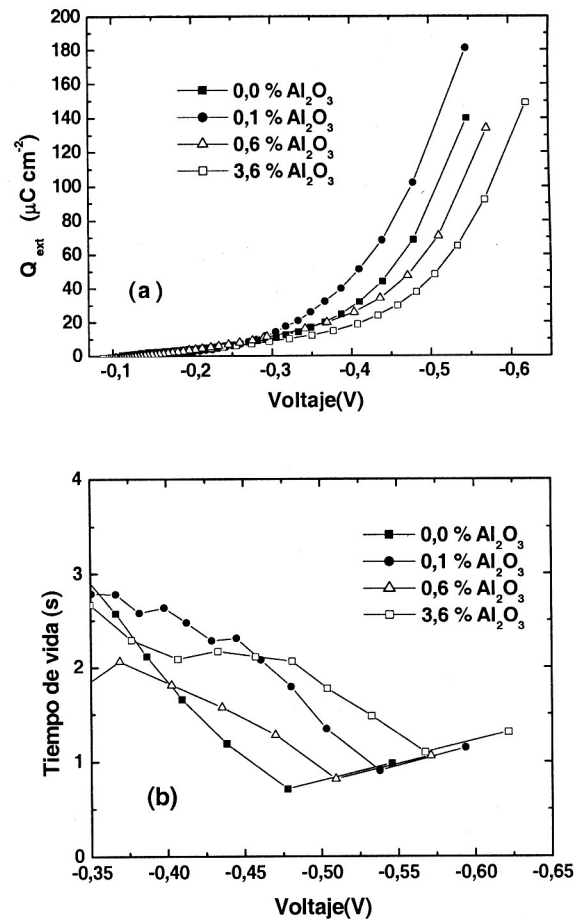 200
180
160
140
120
100
80
60
40
20
0
Q ext (μC cm-2)
0,0 % Al2O3
0,1 % Al2O3
0,6 % Al2O3
3,6 % Al2O3
(a)
-0,1 -0,2 -0,3 -0,4 -0,5 -0,6
Voltaje(V)
4
3
2
1
0
Tiempo de vida (s)
0,0 % Al2O3
0,1 % Al2O3
0,6 % Al2O3
3,6 % Al2O3
(b)
-0,35 -0,40 -0,45 -0,50 -0,55 -0,60 -0,65
Voltaje(V)